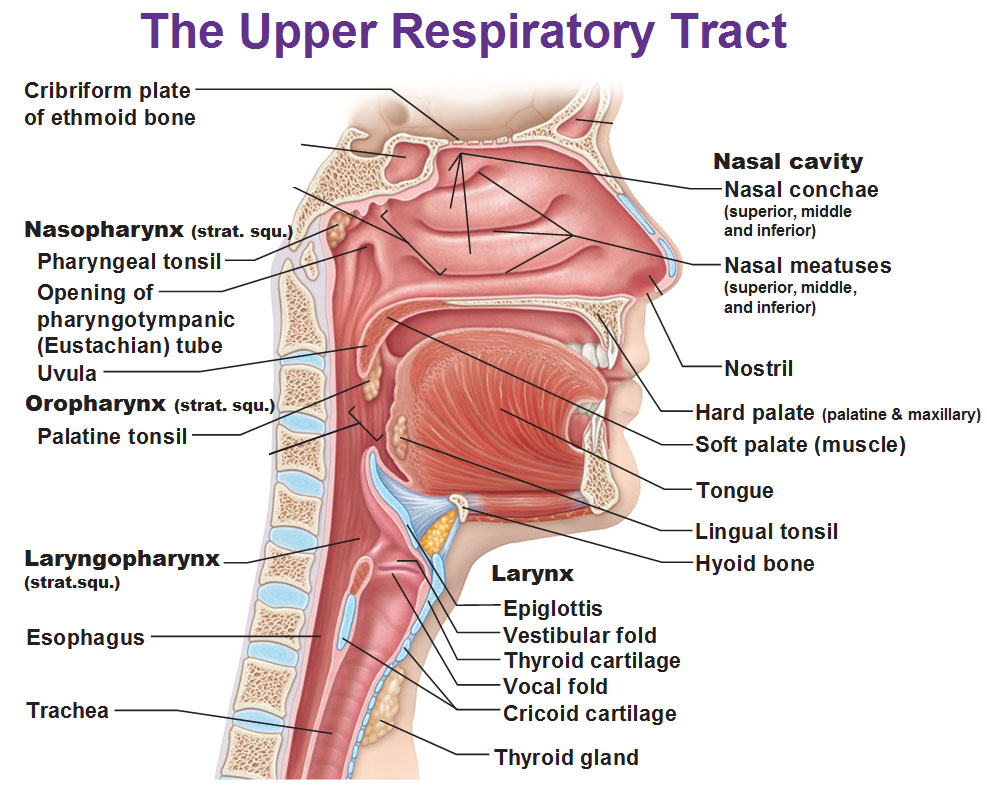 The Upper Respiratory Tract
Cribriform plate
of ethmoid bone
Nasopharynx (strat. squ.)
Pharyngeal tonsil
Opening of
pharyngotympanic
(Eustachian) tube
Uvula
Oropharynx (strat. squ.)
Palatine tonsil
Laryngopharynx
(strat.squ.)
Esophagus
Trachea
Nasal cavity
Nasal conchae
(superior, middle
and inferior)
Nasal meatuses
(superior, middle,
and inferior)
Nostril
Hard palate (palatine & maxillary)
Soft palate (muscle)
Tongue
Lingual tonsil
Hyoid bone
Larynx
Epiglottis
Vestibular fold
Thyroid cartilage
Vocal fold
Cricoid cartilage
Thyroid gland